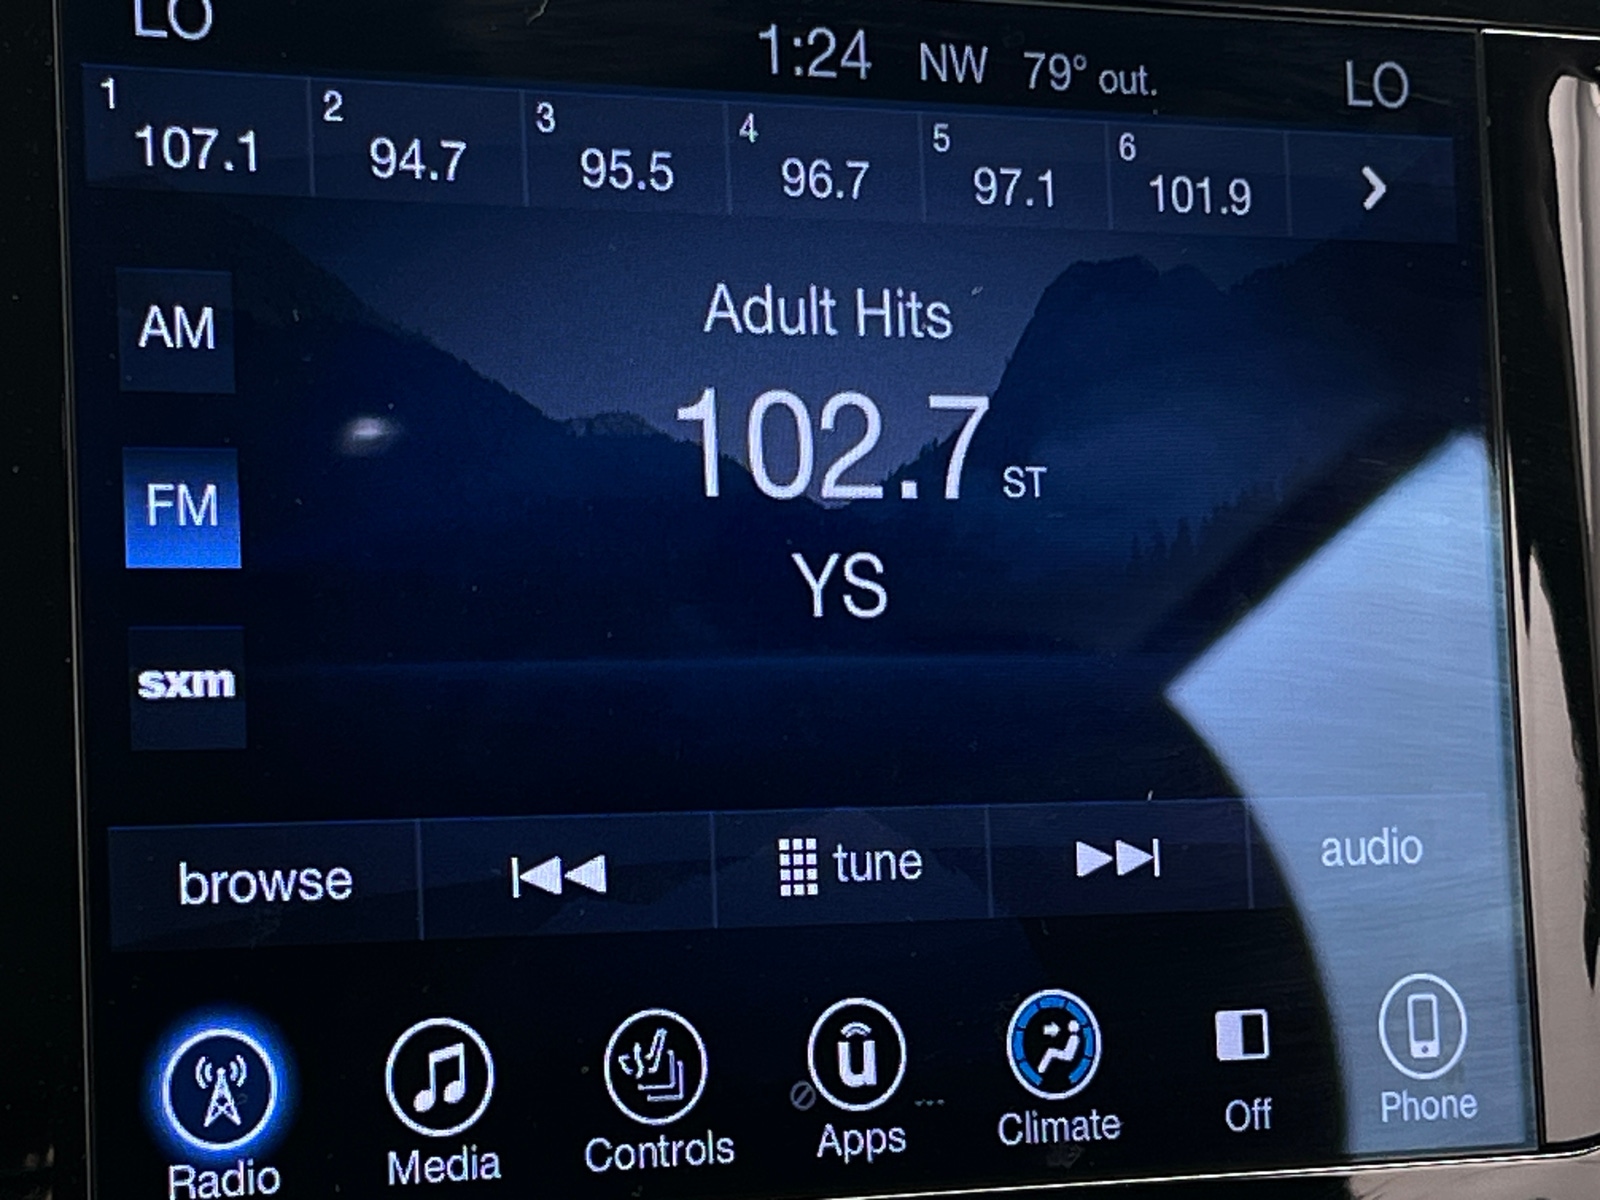 LO 1:24 NW 79° out. LO
1 107.1 2 94.7 3 95.5 4 96.7 5 97.1 6 101.9
AM
Adult Hits
102.7 ST
FM
YS
sxm
browse tune audio
Radio Media Controls Apps Climate Off Phone